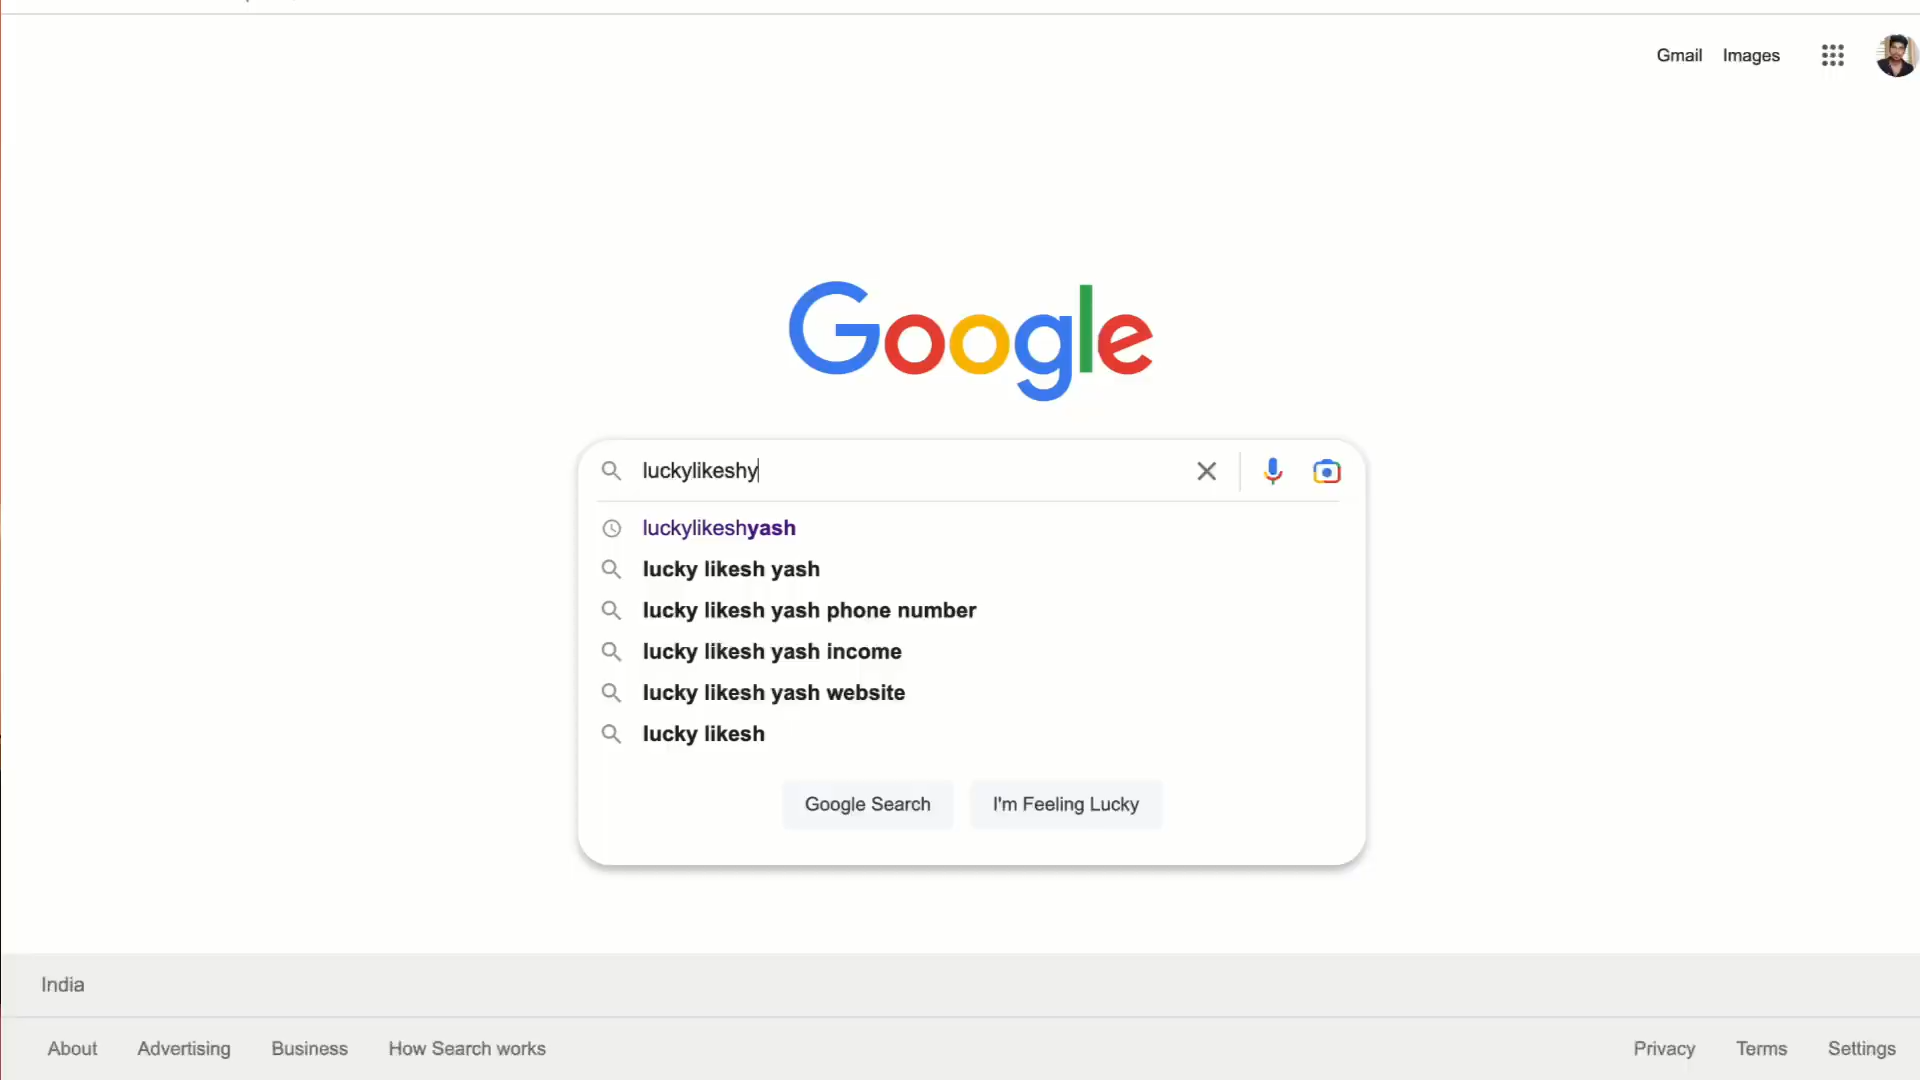 Gmail Images
Google
luckylikeshy
luckylikeshyash
lucky likesh yash
lucky likesh yash phone number
lucky likesh yash income
lucky likesh yash website
lucky likesh
Google Search I'm Feeling Lucky
India
About Advertising Business How Search works Privacy Terms Settings